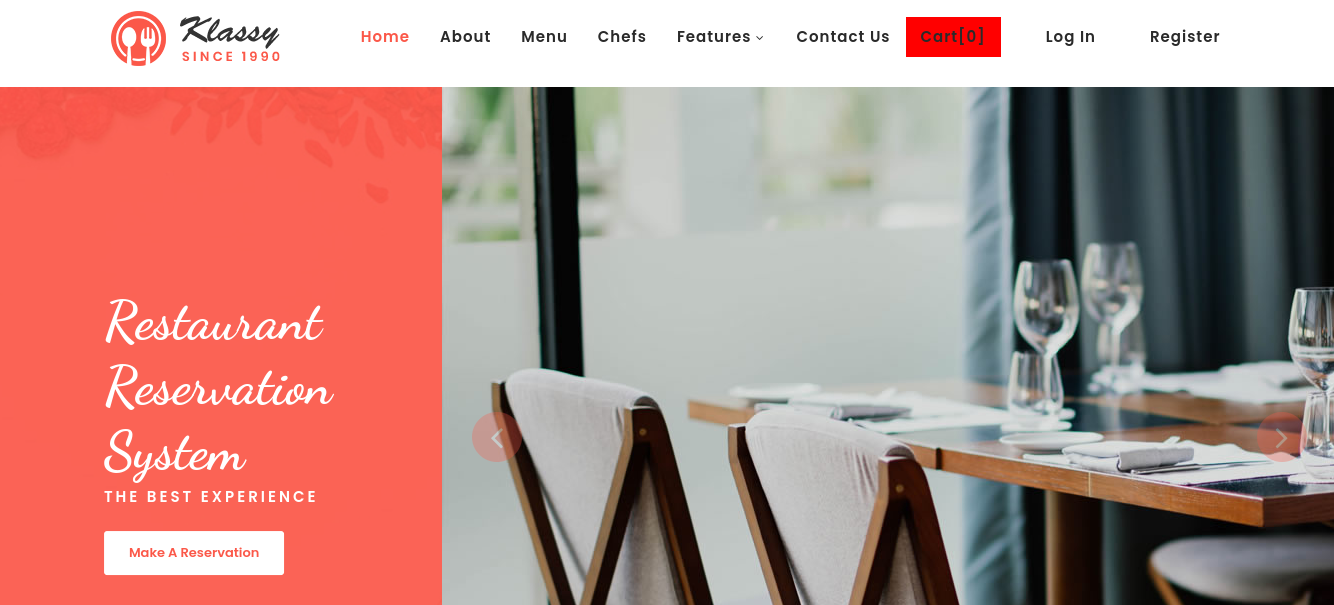 Klassy
SINCE 1990
Home About Menu Chefs Features Contact Us Cart[0] Log In Register
Restaurant
Reservation
System
THE BEST EXPERIENCE
Make A Reservation